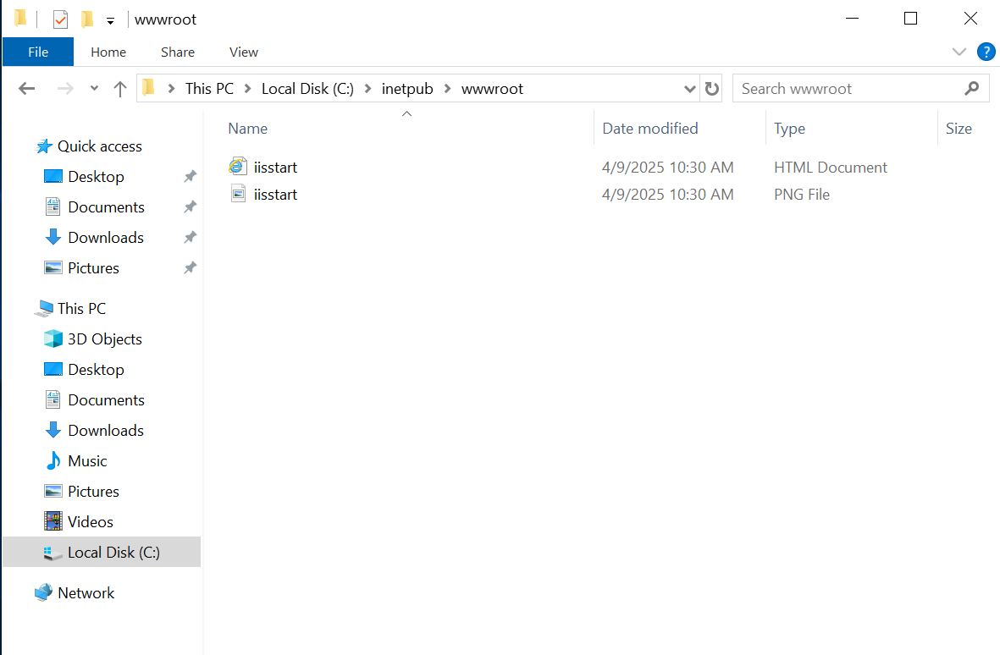 wwwroot
File Home Share View
This PC Local Disk (C:) inetpub wwwroot Search wwwroot
Quick access
Desktop
Documents
Downloads
Pictures
This PC
3D Objects
Desktop
Documents
Downloads
Music
Pictures
Videos
Local Disk (C:)
Network
Name Date modified Type Size
iisstart 4/9/2025 10:30 AM HTML Document
iisstart 4/9/2025 10:30 AM PNG File